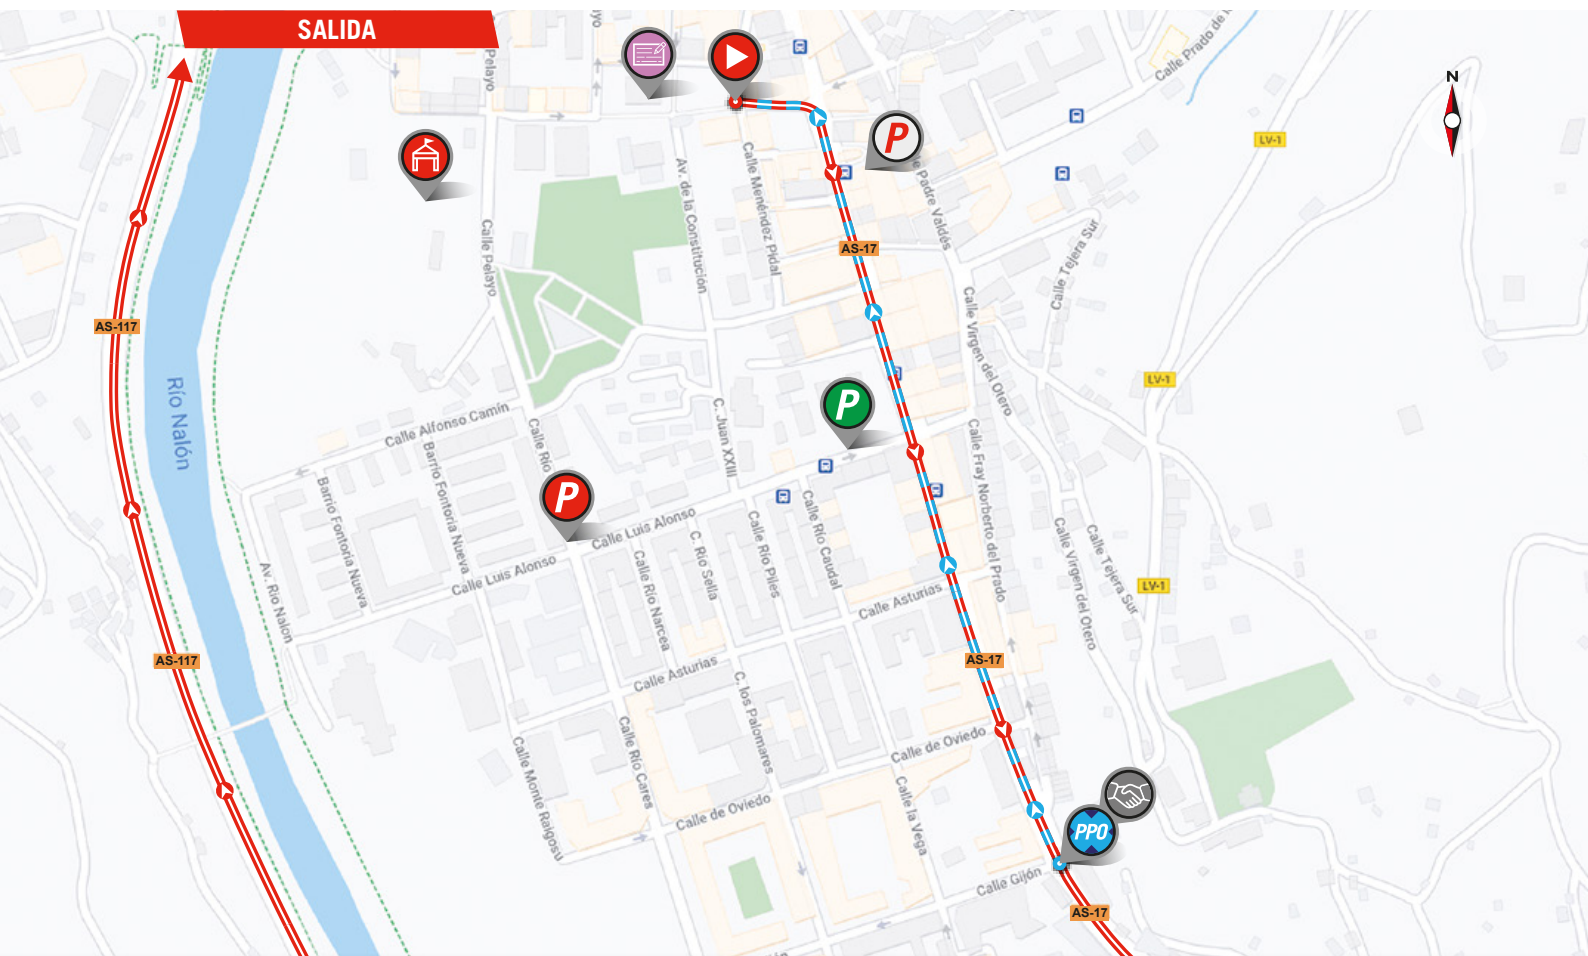 SALIDA
N
P
P
P
PPO
AS-117
AS-117
AS-17
AS-17
AS-17
LV-1
LV-1
LV-1
Río Nalón
Pelayo
Calle Pelayo
Av. de la Constitución
Calle Menéndez Pidal
Padre Valdés
Calle Prado de
Calle Tejera Sur
Calle Virgen del Otero
Calle Alfonso Camín
Calle Río
C. Juan XXIII
Barrio Fontoria Nueva
Barrio Fontoria Nueva
Calle Luis Alonso
Calle Luis Alonso
Av. Río Nalon
Calle Río Narcea
C. Río Sella
Calle Río Piles
Calle Río Caudal
Calle Fray Norberto del Prado
Calle Virgen del Otero
Calle Tejera Sur
Calle Asturias
Calle Asturias
C. los Palomares
Calle Río Cares
Calle Monte Raigosu
Calle de Oviedo
Calle de Oviedo
Calle la Vega
Calle Gijón